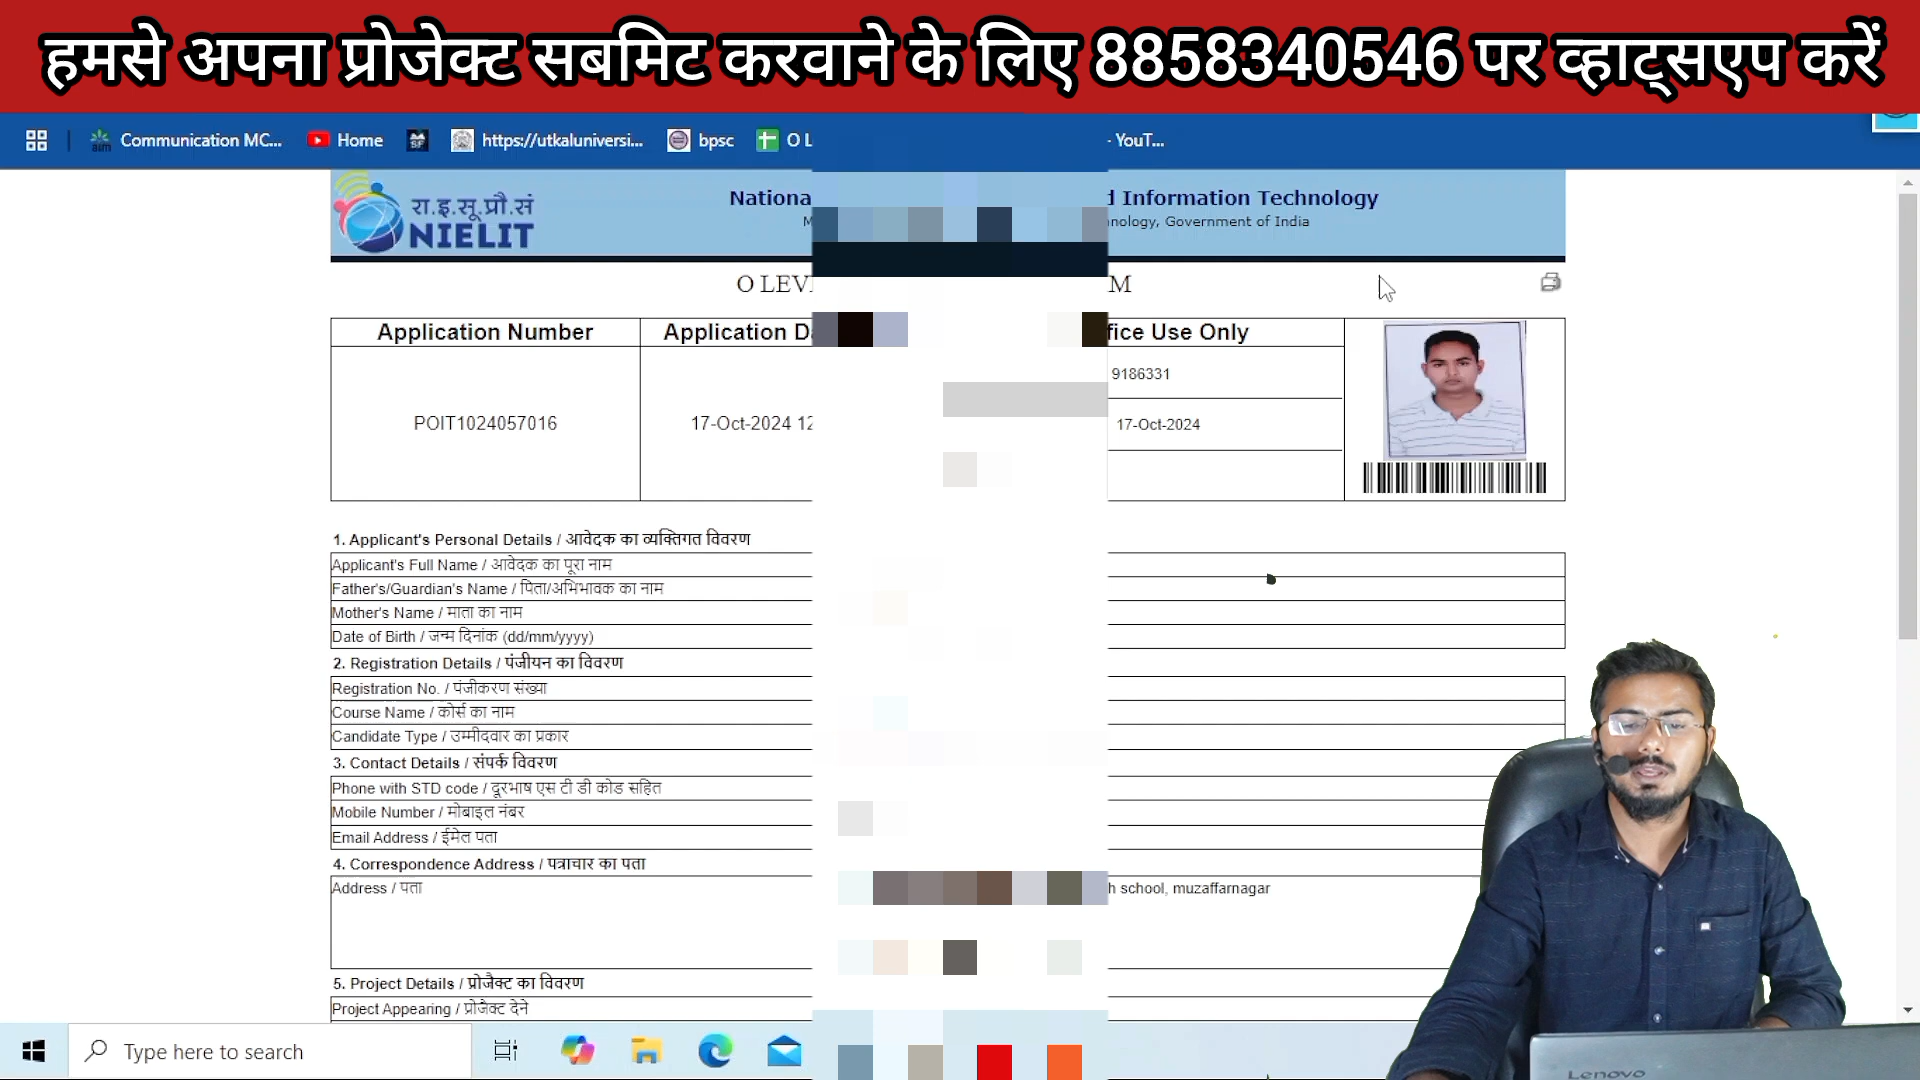 हमसे अपना प्रोजेक्ट सबमिट करवाने के लिए 8858340546 पर व्हाट्सएप करें
Communication MC... Home https://utkaluniversi... bpsc O L - YouT...
रा.इ.सू.प्रौ.सं
NIELIT
Nationa d Information Technology
nology, Government of India
O LEV M
Application Number Application D fice Use Only
9186331
POIT1024057016 17-Oct-2024 12 17-Oct-2024
1. Applicant's Personal Details / आवेदक का व्यक्तिगत विवरण
Applicant's Full Name / आवेदक का पूरा नाम
Father's/Guardian's Name / पिता/अभिभावक का नाम
Mother's Name / माता का नाम
Date of Birth / जन्म दिनांक (dd/mm/yyyy)
2. Registration Details / पंजीयन का विवरण
Registration No. / पंजीकरण संख्या
Course Name / कोर्स का नाम
Candidate Type / उम्मीदवार का प्रकार
3. Contact Details / संपर्क विवरण
Phone with STD code / दूरभाष एस टी डी कोड सहित
Mobile Number / मोबाइल नंबर
Email Address / ईमेल पता
4. Correspondence Address / पत्राचार का पता
Address / पता h school, muzaffarnagar
5. Project Details / प्रोजैक्ट का विवरण
Project Appearing / प्रोजैक्ट देने
Type here to search
Lenovo